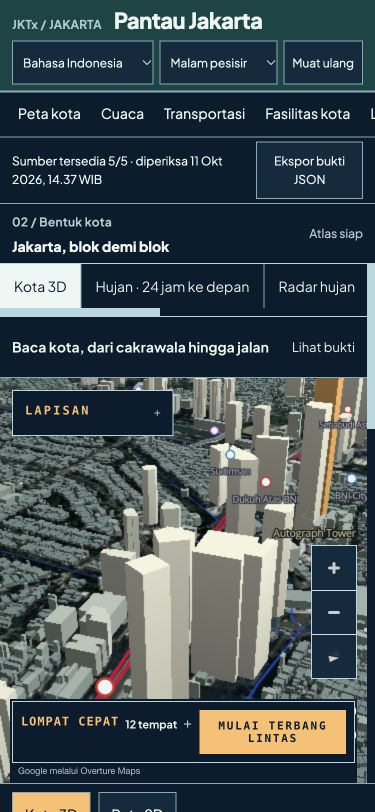 JKTx / JAKARTA Pantau Jakarta
Bahasa Indonesia Malam pesisir Muat ulang
Peta kota Cuaca Transportasi Fasilitas kota
Sumber tersedia 5/5 · diperiksa 11 Okt
2026, 14.37 WIB
Ekspor bukti
JSON
02 / Bentuk kota
Jakarta, blok demi blok
Atlas siap
Kota 3D Hujan · 24 jam ke depan Radar hujan
Baca kota, dari cakrawala hingga jalan Lihat bukti
LAPISAN +
Sudirman
Dukuh Atas BNI
BNI City
Autograph Tower
+
−
LOMPAT CEPAT 12 tempat +
MULAI TERBANG
LINTAS
Google melalui Overture Maps